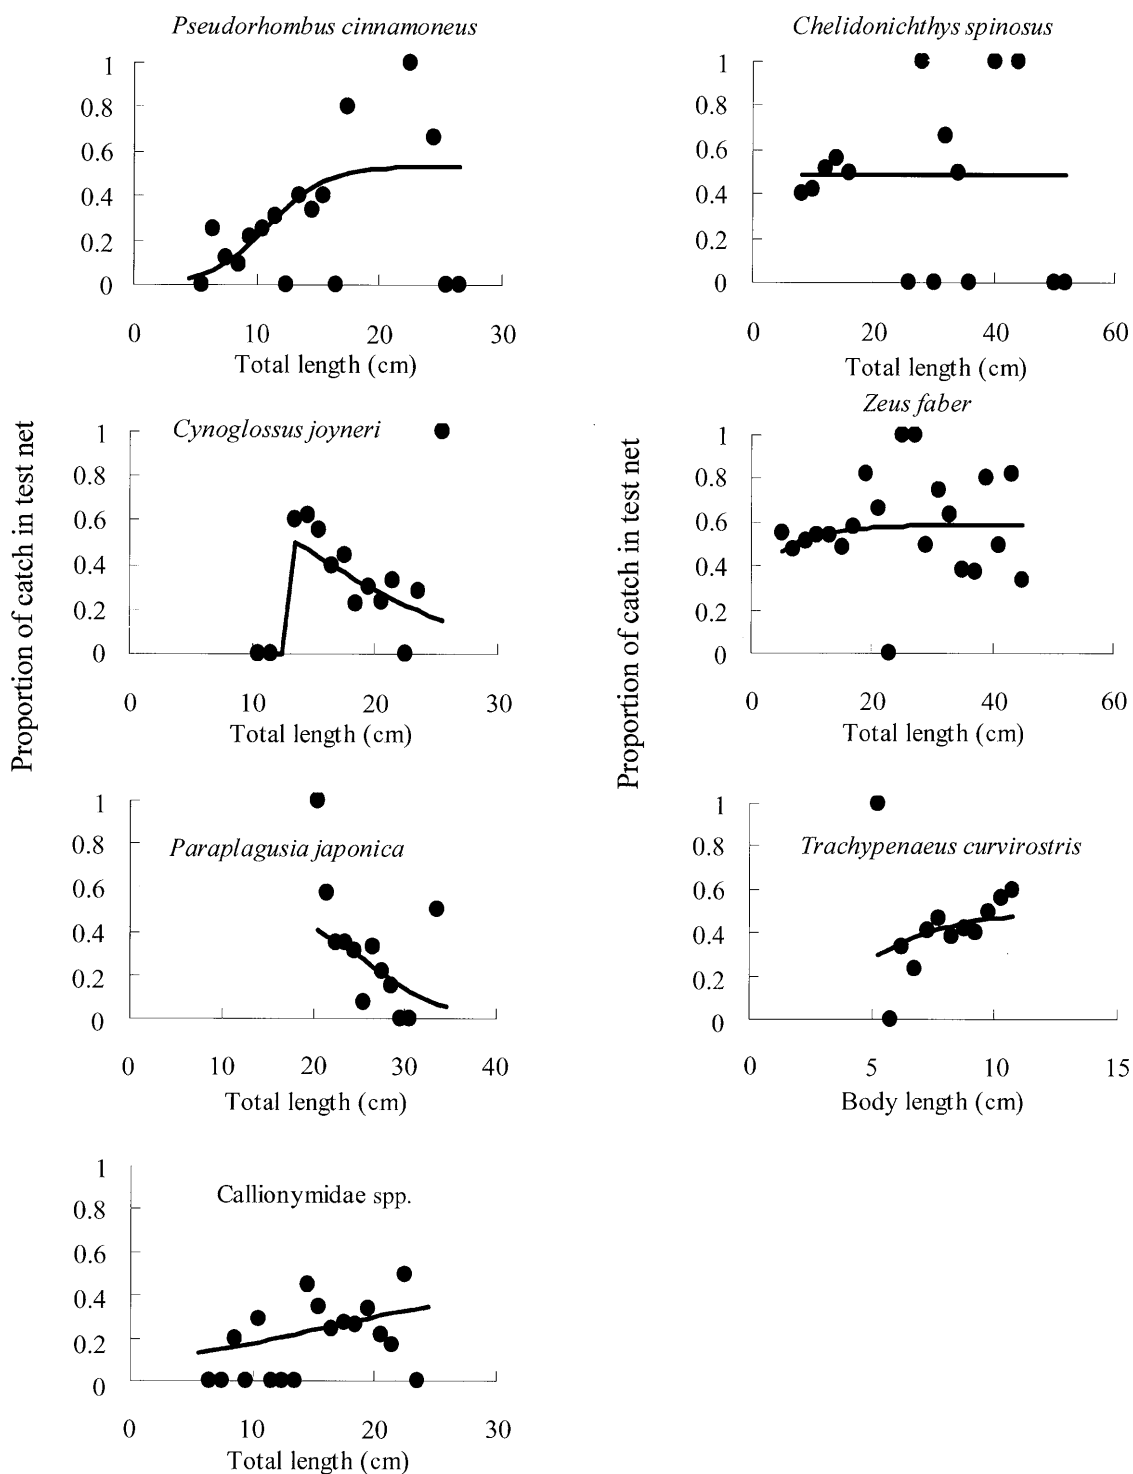 Pseudorhombus cinnamoneus
1
0.8
0.6
0.4
0.2
0
0 10 20 30
Total length (cm)
Chelidonichthys spinosus
1
0.8
0.6
0.4
0.2
0
0 20 40 60
Total length (cm)
Proportion of catch in test net
Cynoglossus joyneri
1
0.8
0.6
0.4
0.2
0
0 10 20 30
Total length (cm)
Proportion of catch in test net
Zeus faber
1
0.8
0.6
0.4
0.2
0
0 20 40 60
Total length (cm)
Paraplagusia japonica
1
0.8
0.6
0.4
0.2
0
0 10 20 30 40
Total length (cm)
Trachypenaeus curvirostris
1
0.8
0.6
0.4
0.2
0
0 5 10 15
Body length (cm)
Callionymidae spp.
1
0.8
0.6
0.4
0.2
0
0 10 20 30
Total length (cm)